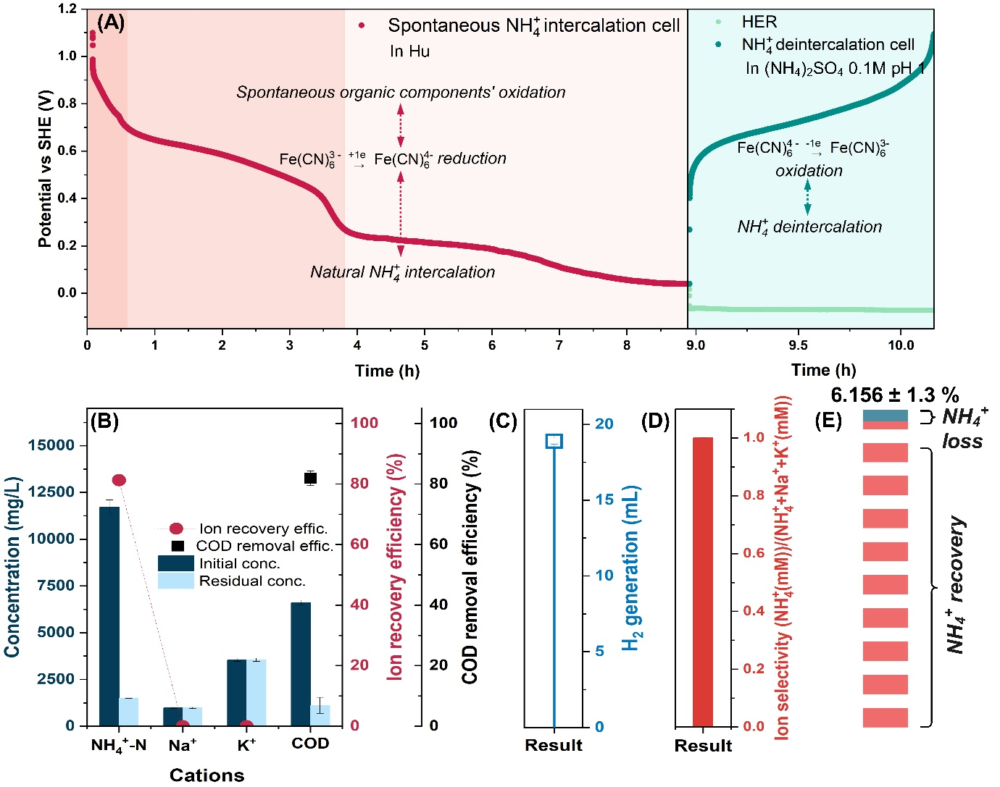 (A)
Spontaneous NH₄⁺ intercalation cell
In Hu
HER
NH₄⁺ deintercalation cell
In (NH4)2SO4 0.1M pH 1
Spontaneous organic components' oxidation
Fe(CN)₆³⁻ +1e → Fe(CN)₆⁴⁻ reduction
Natural NH₄⁺ intercalation
Fe(CN)₆⁴⁻ -1e → Fe(CN)₆³⁻
oxidation
NH₄⁺ deintercalation
Potential vs SHE (V)
1.2
1.0
0.8
0.6
0.4
0.2
0.0
0 1 2 3 4 5 6 7 8 9.0 9.5 10.0
Time (h)
Time (h)
(B)
Concentration (mg/L)
15000
12500
10000
7500
5000
2500
0
Ion recovery effic.
COD removal effic.
Initial conc.
Residual conc.
NH₄⁺-N Na⁺ K⁺ COD
Cations
100
80
60
40
20
0
Ion recovery efficiency (%)
100
80
60
40
20
0
COD removal efficiency (%)
(C)
20
15
10
5
0
H₂ generation (mL)
Result
(D)
1.0
0.8
0.6
0.4
0.2
0.0
Ion selectivity (NH₄⁺(mM))/(NH₄⁺+Na⁺+K⁺(mM))
Result
6.156 ± 1.3 %
(E)
NH₄⁺
loss
NH₄⁺ recovery